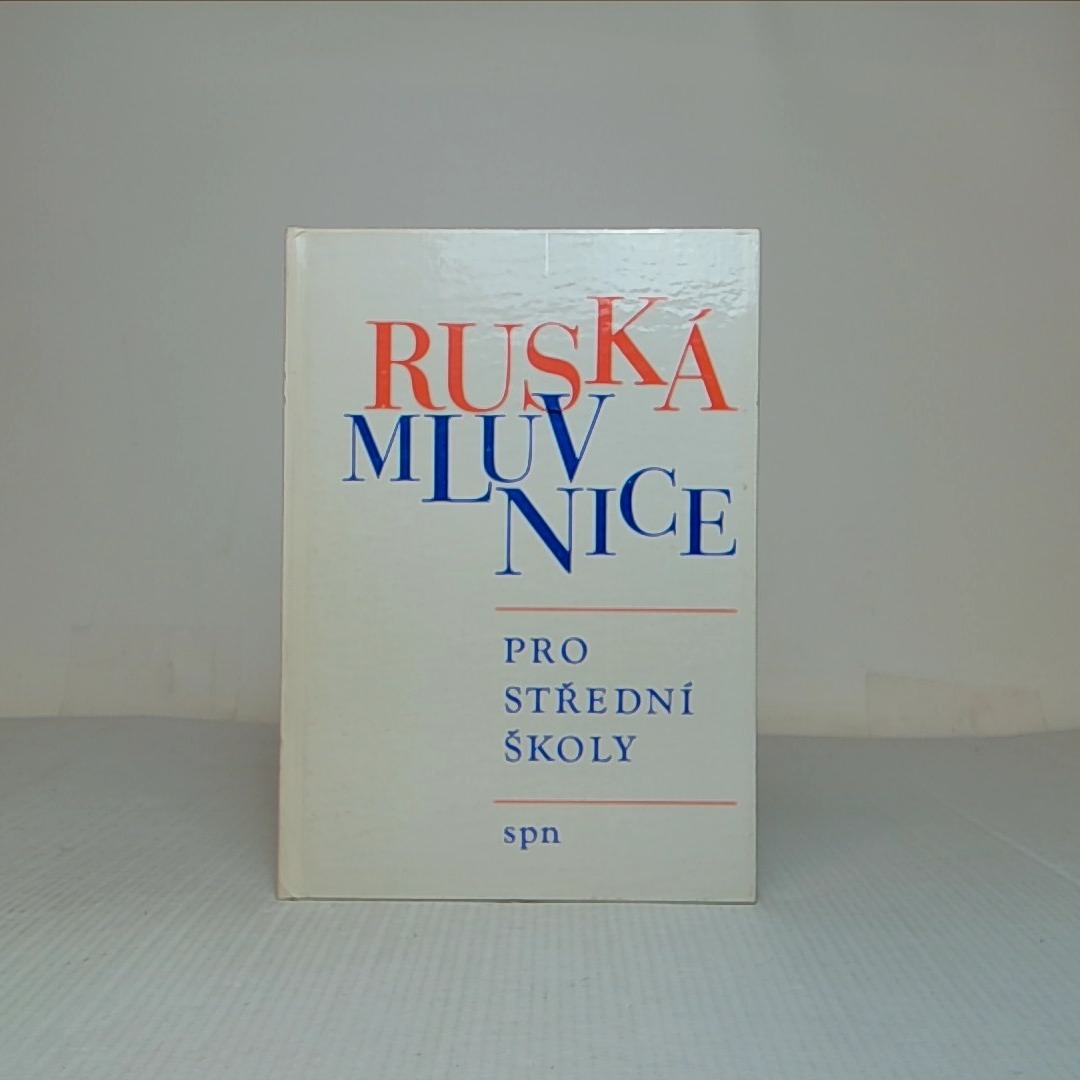 RUSKÁ
MLUV
NICE
PRO
STŘEDNÍ
ŠKOLY
spn